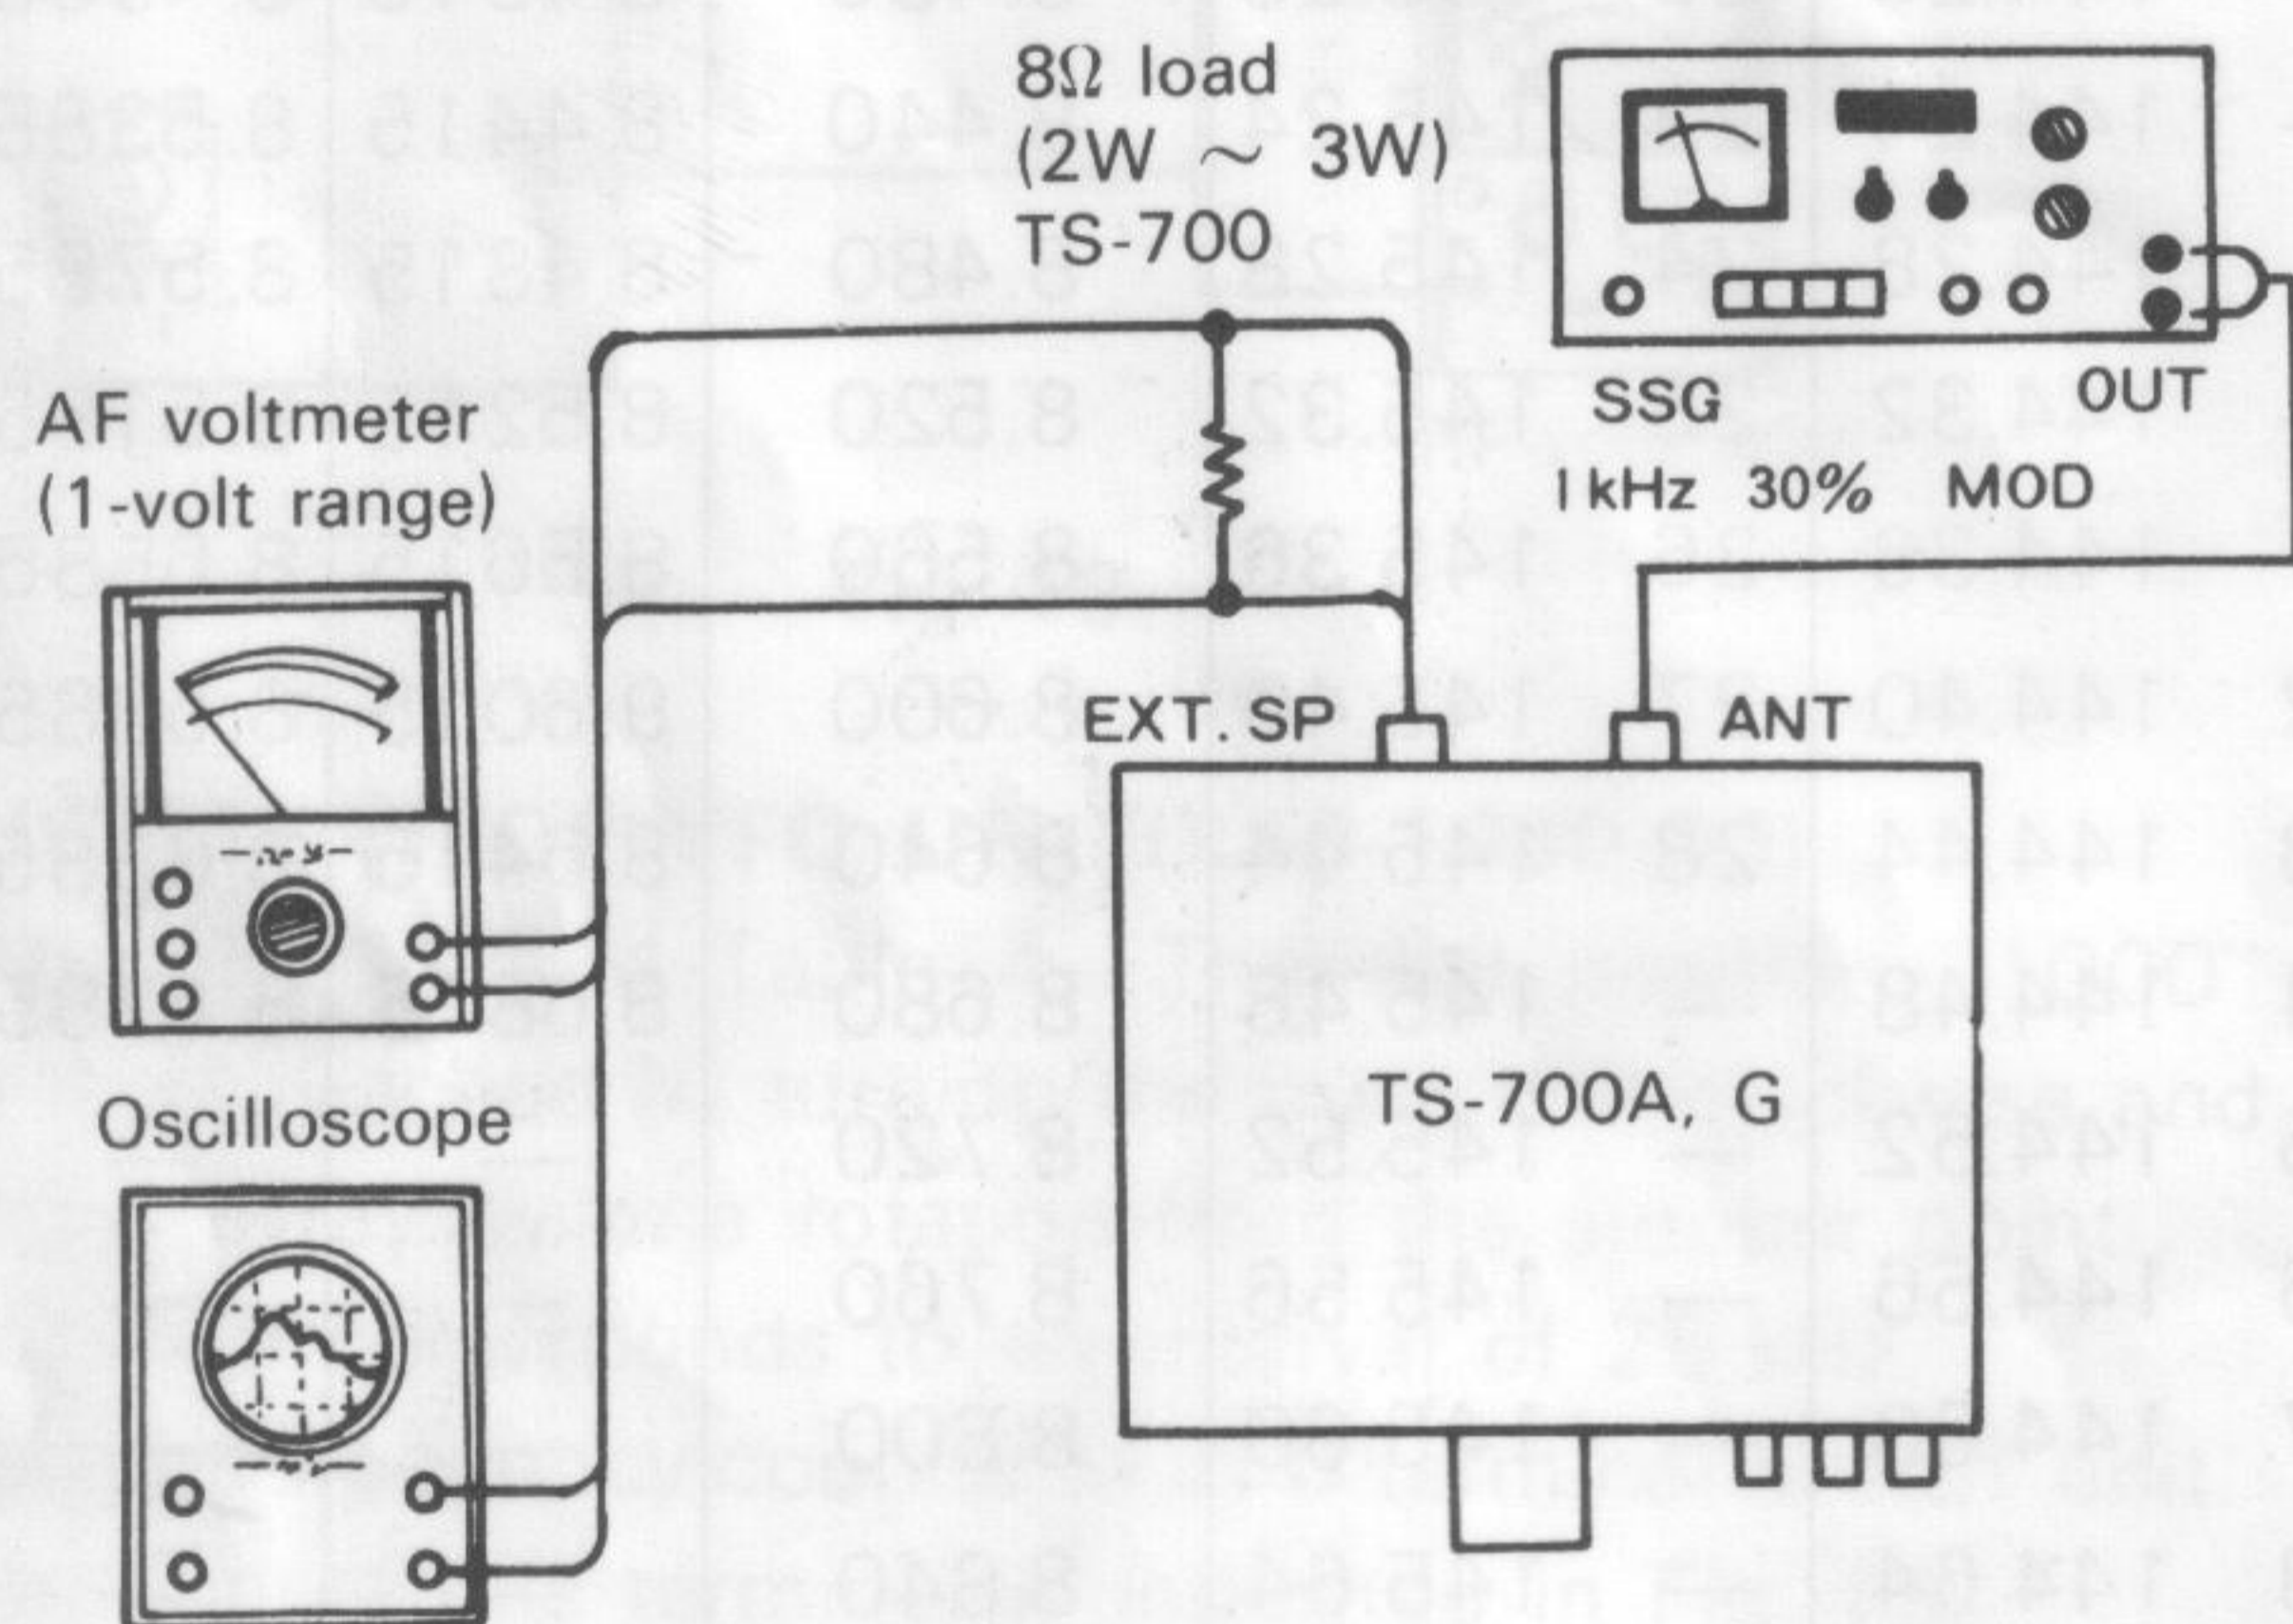 8Ω load
(2W ~ 3W)
TS-700
AF voltmeter
(1-volt range)
SSG
OUT
1kHz 30% MOD
EXT. SP
ANT
Oscilloscope
TS-700A, G